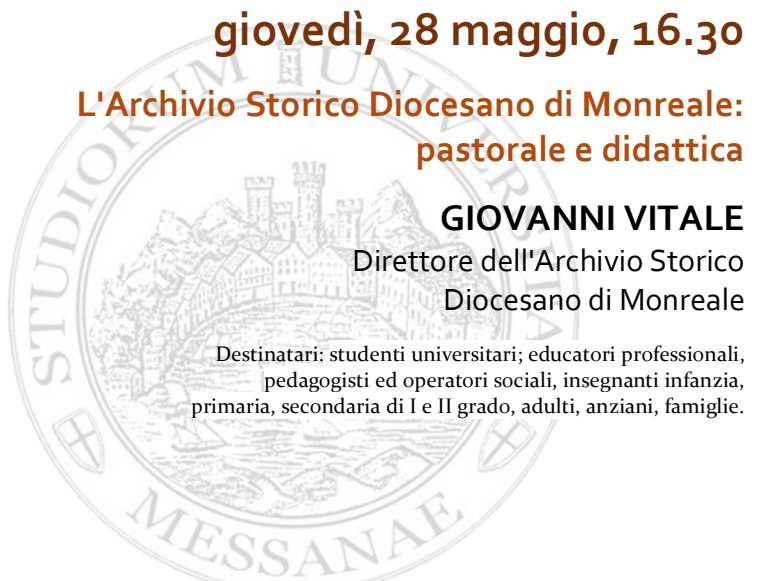 giovedì, 28 maggio, 16.30
L'Archivio Storico Diocesano di Monreale:
pastorale e didattica
GIOVANNI VITALE
Direttore dell'Archivio Storico
Diocesano di Monreale
Destinatari: studenti universitari; educatori professionali,
pedagogisti ed operatori sociali, insegnanti infanzia,
primaria, secondaria di I e II grado, adulti, anziani, famiglie.
STUDIORUM UNIVERSITAS
MESSANAE